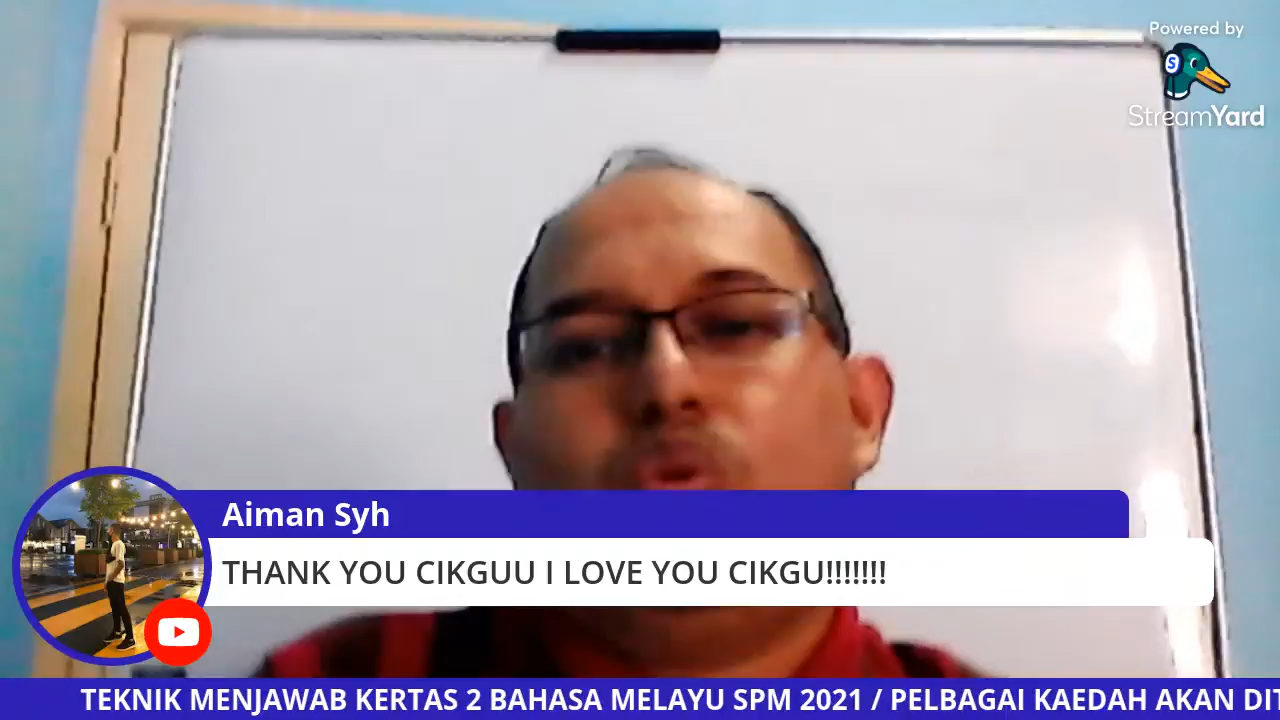 Powered by
StreamYard
Aiman Syh
THANK YOU CIKGUU I LOVE YOU CIKGU!!!!!!!
TEKNIK MENJAWAB KERTAS 2 BAHASA MELAYU SPM 2021 / PELBAGAI KAEDAH AKAN DIT